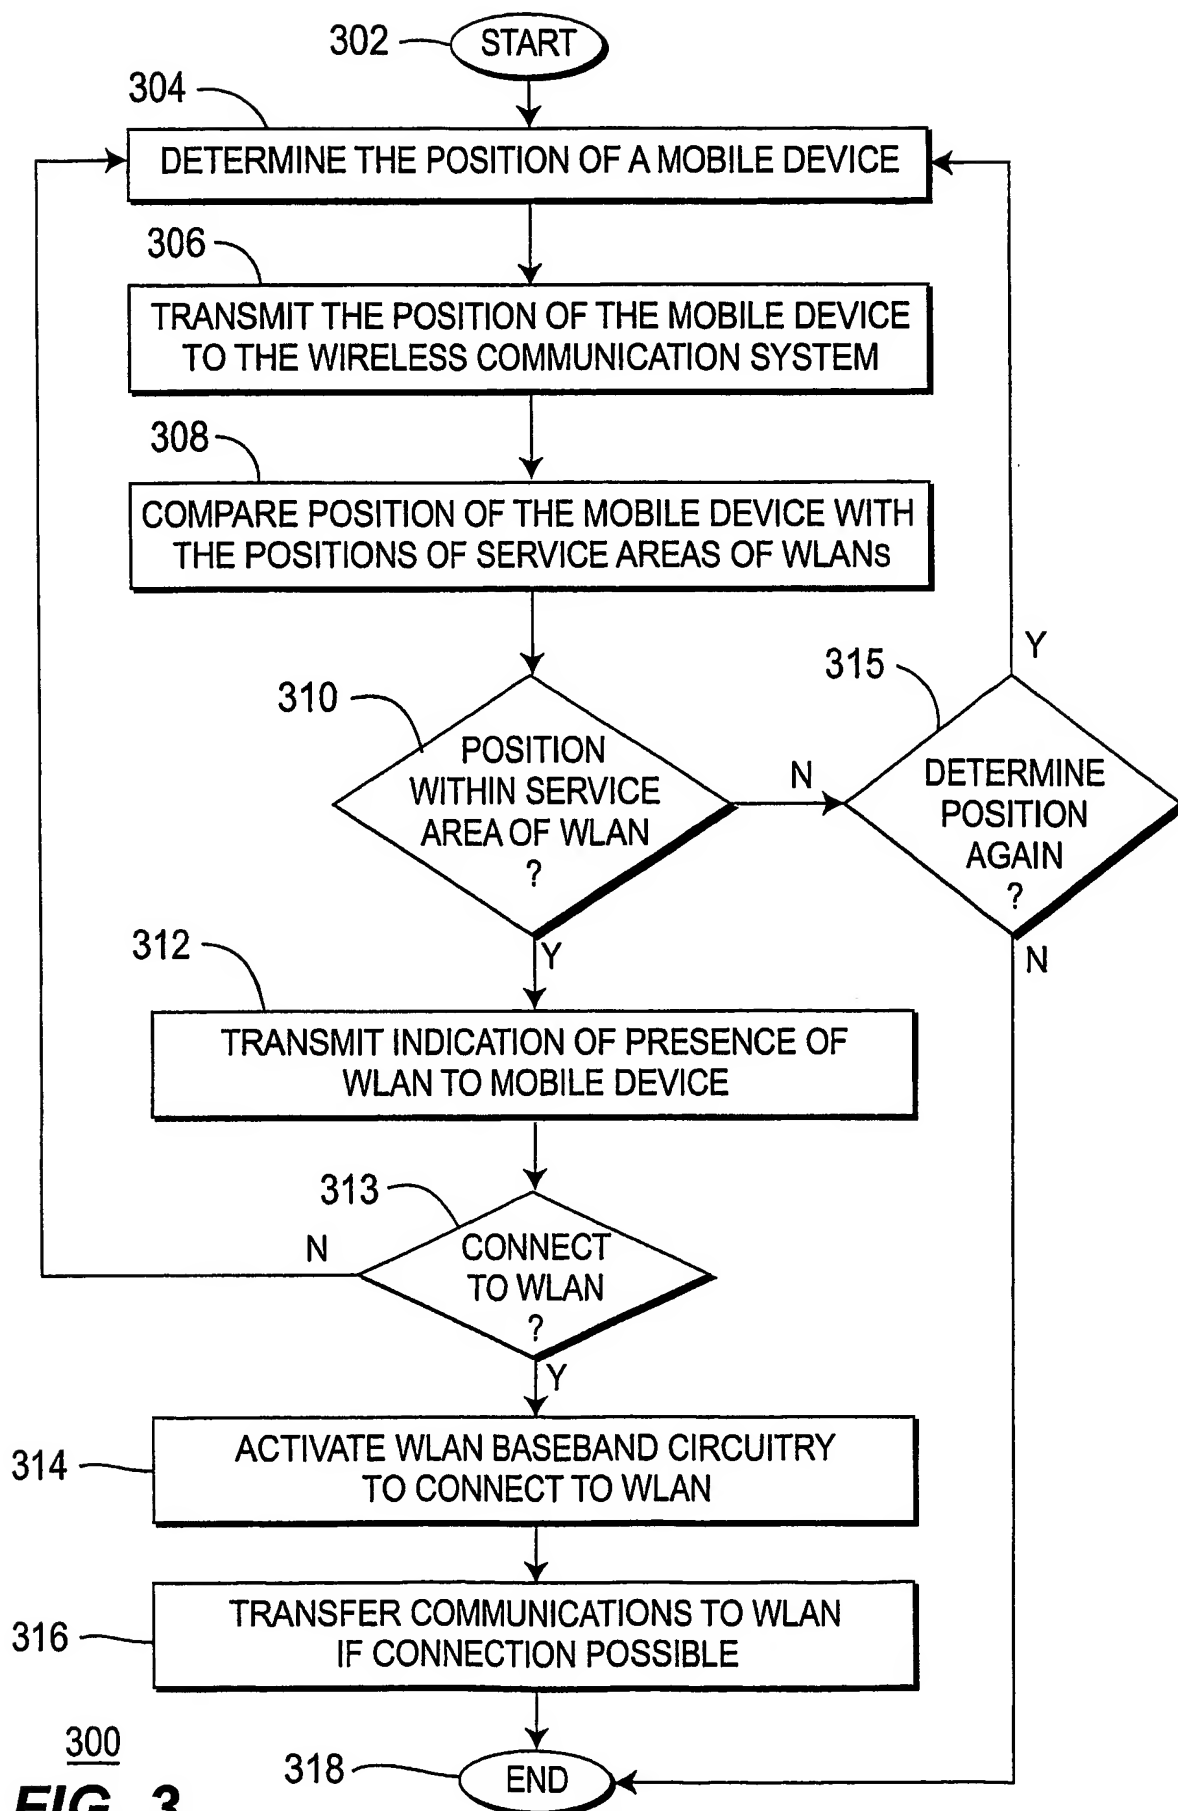 302
START
304
DETERMINE THE POSITION OF A MOBILE DEVICE
306
TRANSMIT THE POSITION OF THE MOBILE DEVICE
TO THE WIRELESS COMMUNICATION SYSTEM
308
COMPARE POSITION OF THE MOBILE DEVICE WITH
THE POSITIONS OF SERVICE AREAS OF WLANs
310
POSITION
WITHIN SERVICE
AREA OF WLAN
?
N
Y
315
DETERMINE
POSITION
AGAIN
?
Y
N
312
TRANSMIT INDICATION OF PRESENCE OF
WLAN TO MOBILE DEVICE
313
CONNECT
TO WLAN
?
N
Y
314
ACTIVATE WLAN BASEBAND CIRCUITRY
TO CONNECT TO WLAN
316
TRANSFER COMMUNICATIONS TO WLAN
IF CONNECTION POSSIBLE
318
END
300
FIG. 3